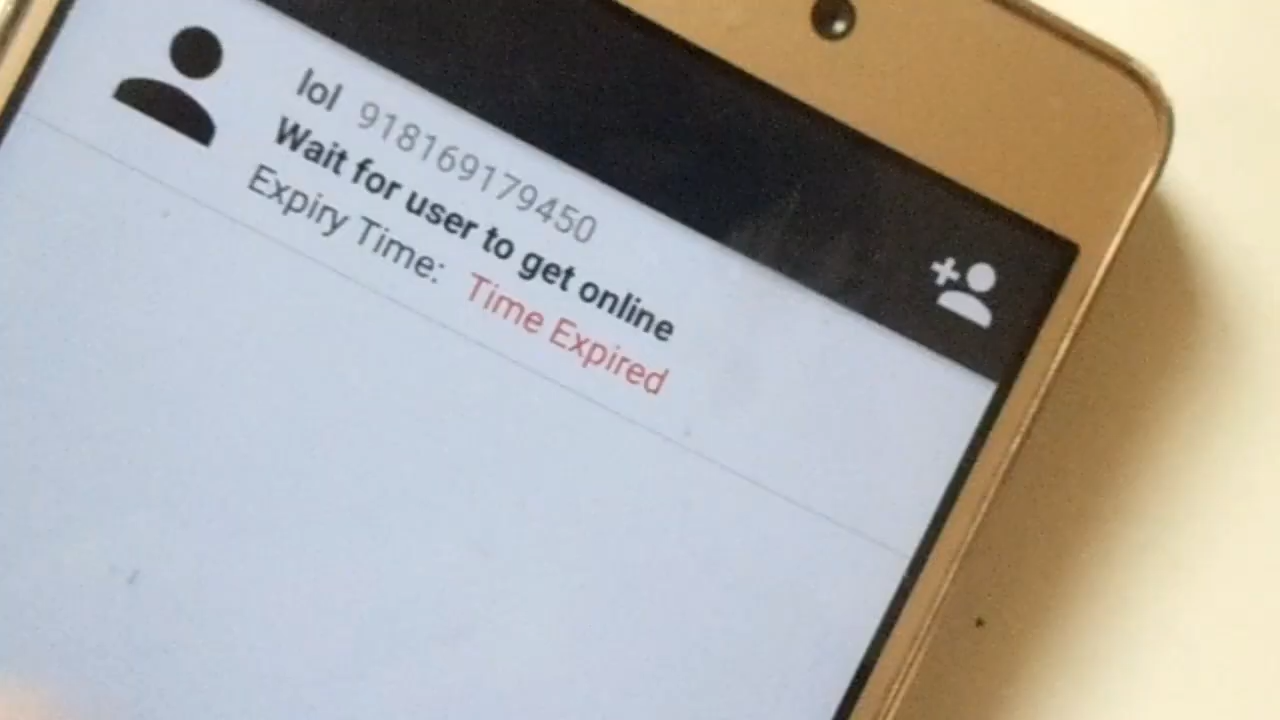 lol 918169179450
Wait for user to get online
Expiry Time: Time Expired